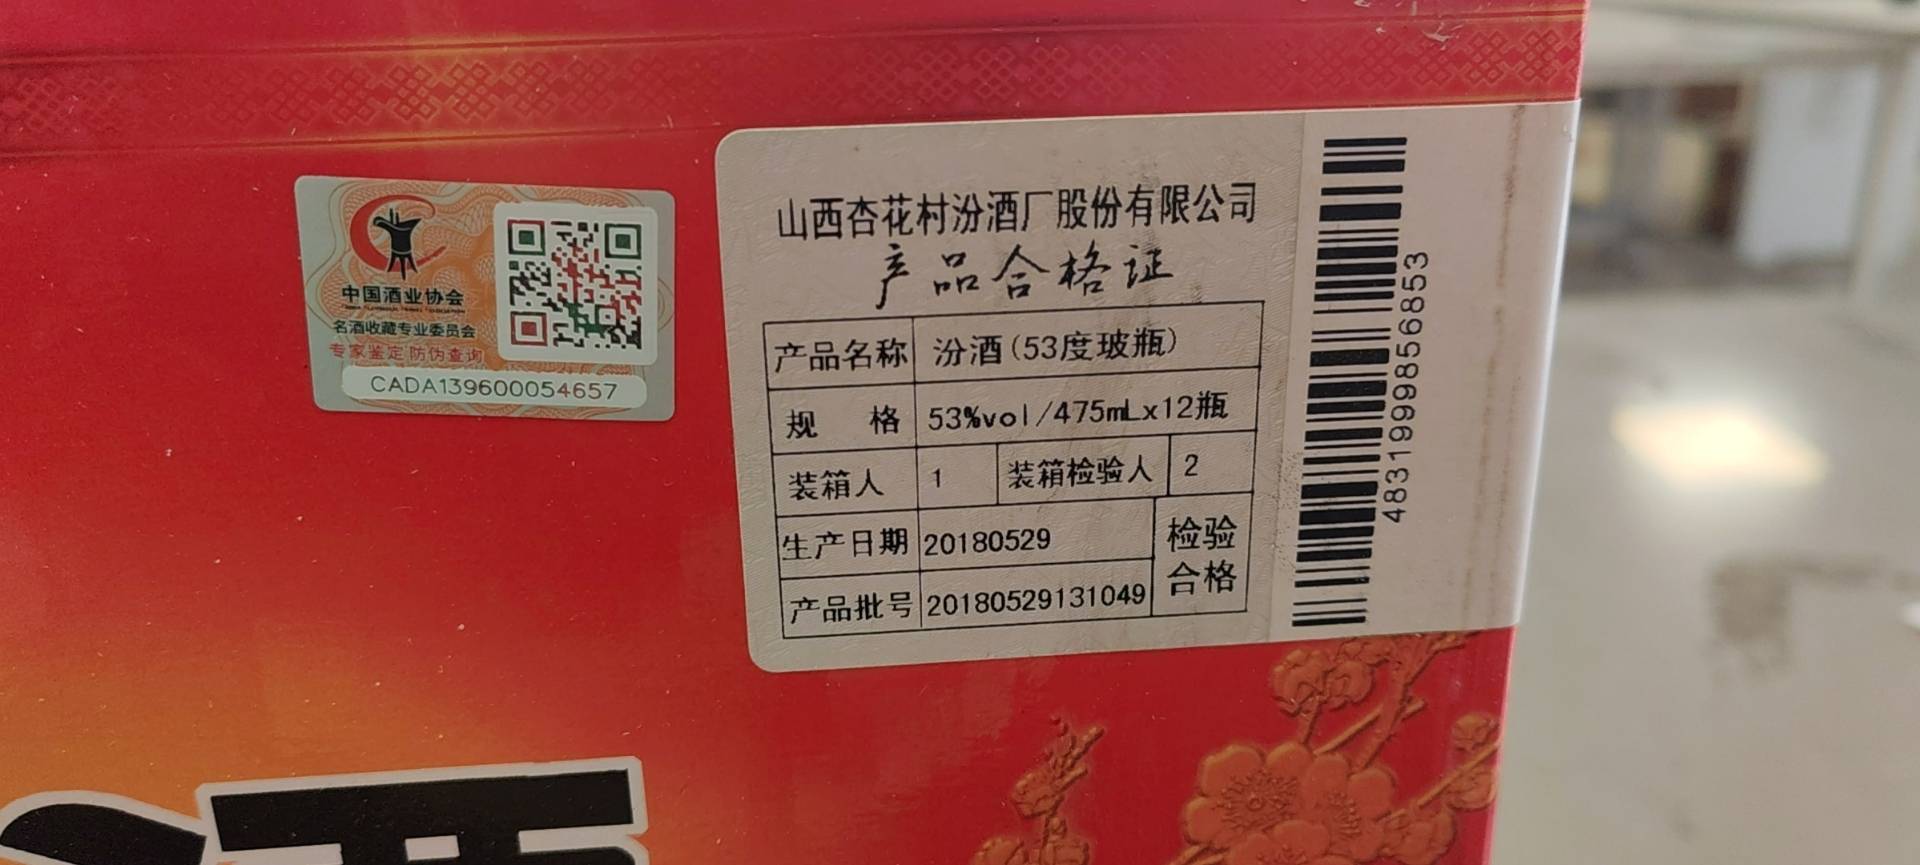 中国酒业协会
名酒收藏专业委员会
专家鉴定 防伪查询
CADA139600054657
山西杏花村汾酒厂股份有限公司
产品合格证
产品名称 汾酒(53度玻瓶)
规 格 53%vol/475mLx12瓶
装箱人 1 装箱检验人 2
生产日期 20180529
产品批号 20180529131049
检验
合格
4831999856853